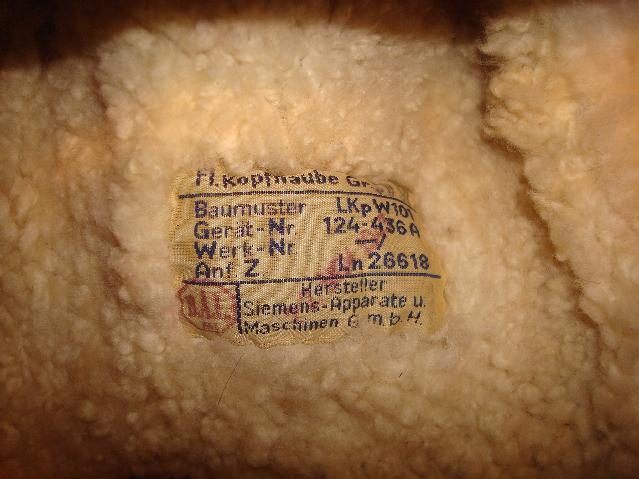 Fl. Kopfhaube Gr.
Baumuster LKpW101
Gerät-Nr. 124-436A
Werk-Nr.
Anf. Z Ln 26618
Hersteller
B.A.L. Siemens-Apparate u.
Maschinen G.m.b.H.